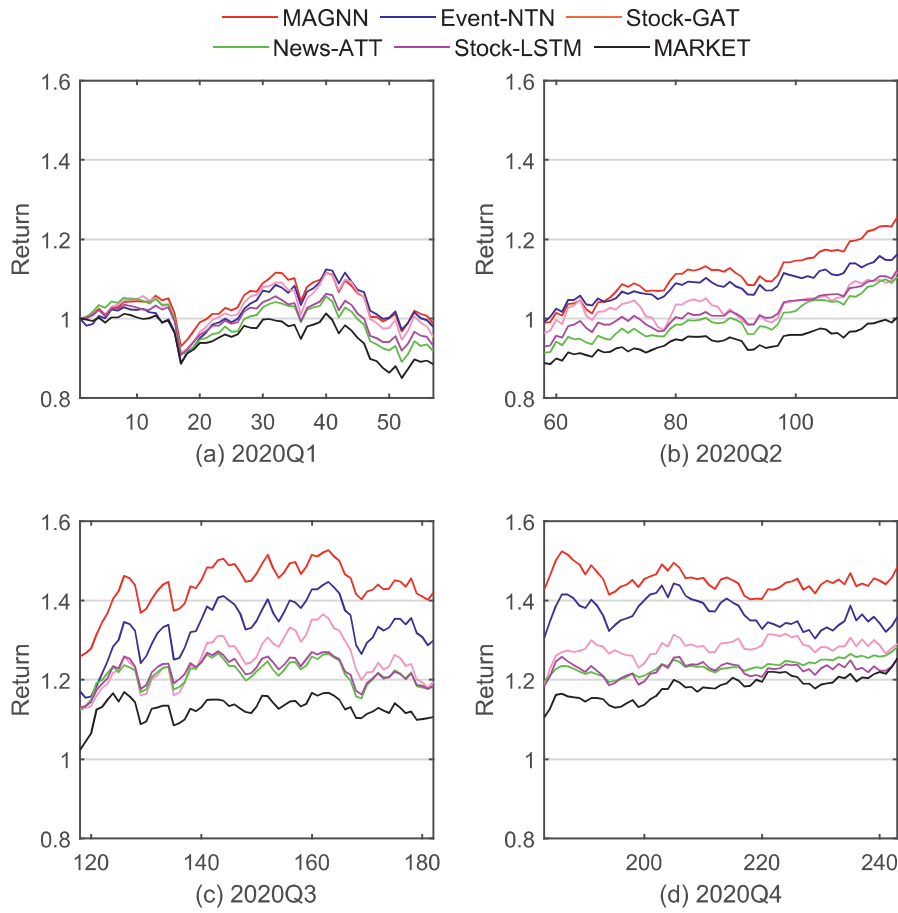 MAGNN Event-NTN Stock-GAT
News-ATT Stock-LSTM MARKET
1.6 1.6
1.4 1.4
1.2 1.2
1 1
0.8 0.8
Return Return
10 20 30 40 50 60 80 100
(a) 2020Q1 (b) 2020Q2
1.6 1.6
1.4 1.4
1.2 1.2
1 1
0.8 0.8
Return Return
120 140 160 180 200 220 240
(c) 2020Q3 (d) 2020Q4